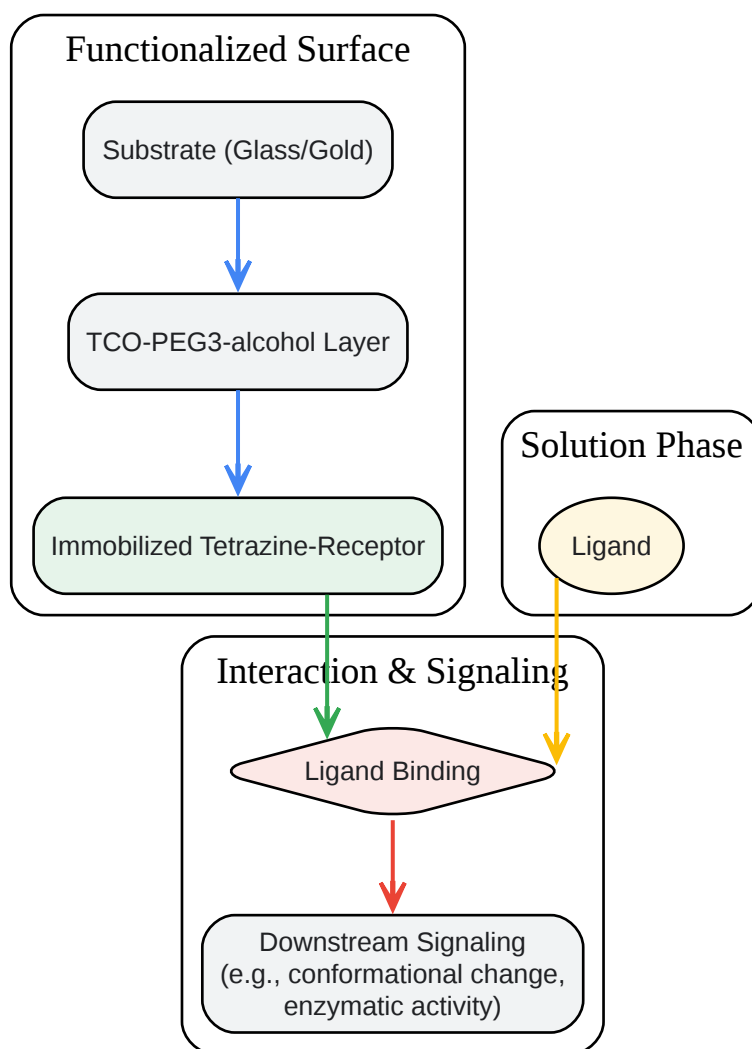 Functionalized Surface
Substrate (Glass/Gold)
TCO-PEG3-alcohol Layer
Immobilized Tetrazine-Receptor
Solution Phase
Ligand
Interaction & Signaling
Ligand Binding
Downstream Signaling
(e.g., conformational change,
enzymatic activity)